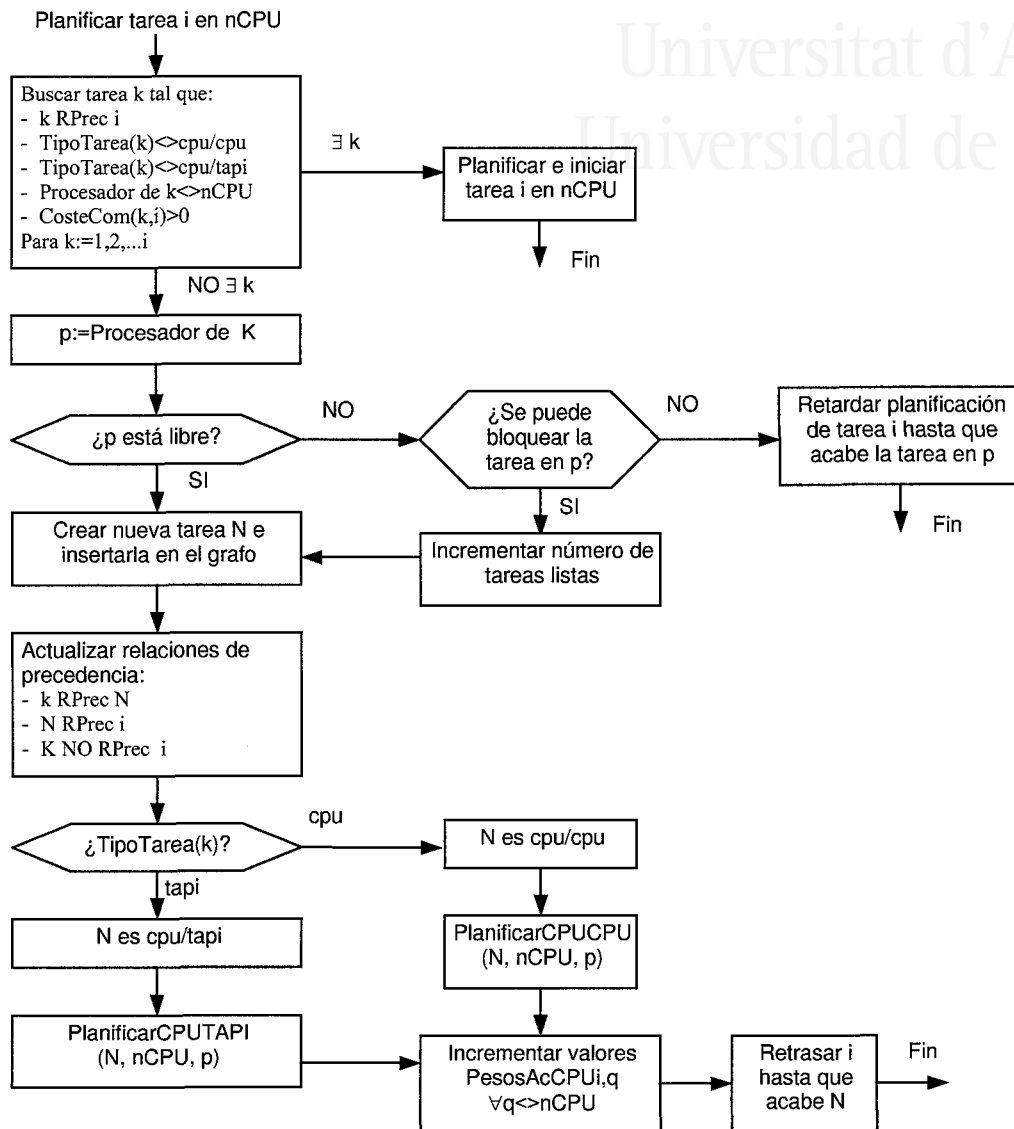 Universitat d'A
Universidad de
Planificar tarea i en nCPU
Buscar tarea k tal que:
- k RPrec i
- TipoTarea(k)<>cpu/cpu
- TipoTarea(k)<>cpu/tapi
- Procesador de k<>nCPU
- CosteCom(k,i)>0
Para k:=1,2,...i
∃ k
Planificar e iniciar
tarea i en nCPU
Fin
NO ∃ k
p:=Procesador de K
¿p está libre?
NO
¿Se puede
bloquear la
tarea en p?
NO
Retardar planificación
de tarea i hasta que
acabe la tarea en p
Fin
SI
SI
Crear nueva tarea N e
insertarla en el grafo
Incrementar número de
tareas listas
Actualizar relaciones de
precedencia:
- k RPrec N
- N RPrec i
- K NO RPrec i
¿TipoTarea(k)?
cpu
N es cpu/cpu
tapi
N es cpu/tapi
PlanificarCPUCPU
(N, nCPU, p)
PlanificarCPUTAPI
(N, nCPU, p)
Incrementar valores
PesosAcCPUi,q
∀q<>nCPU
Retrasar i
hasta que
acabe N
Fin